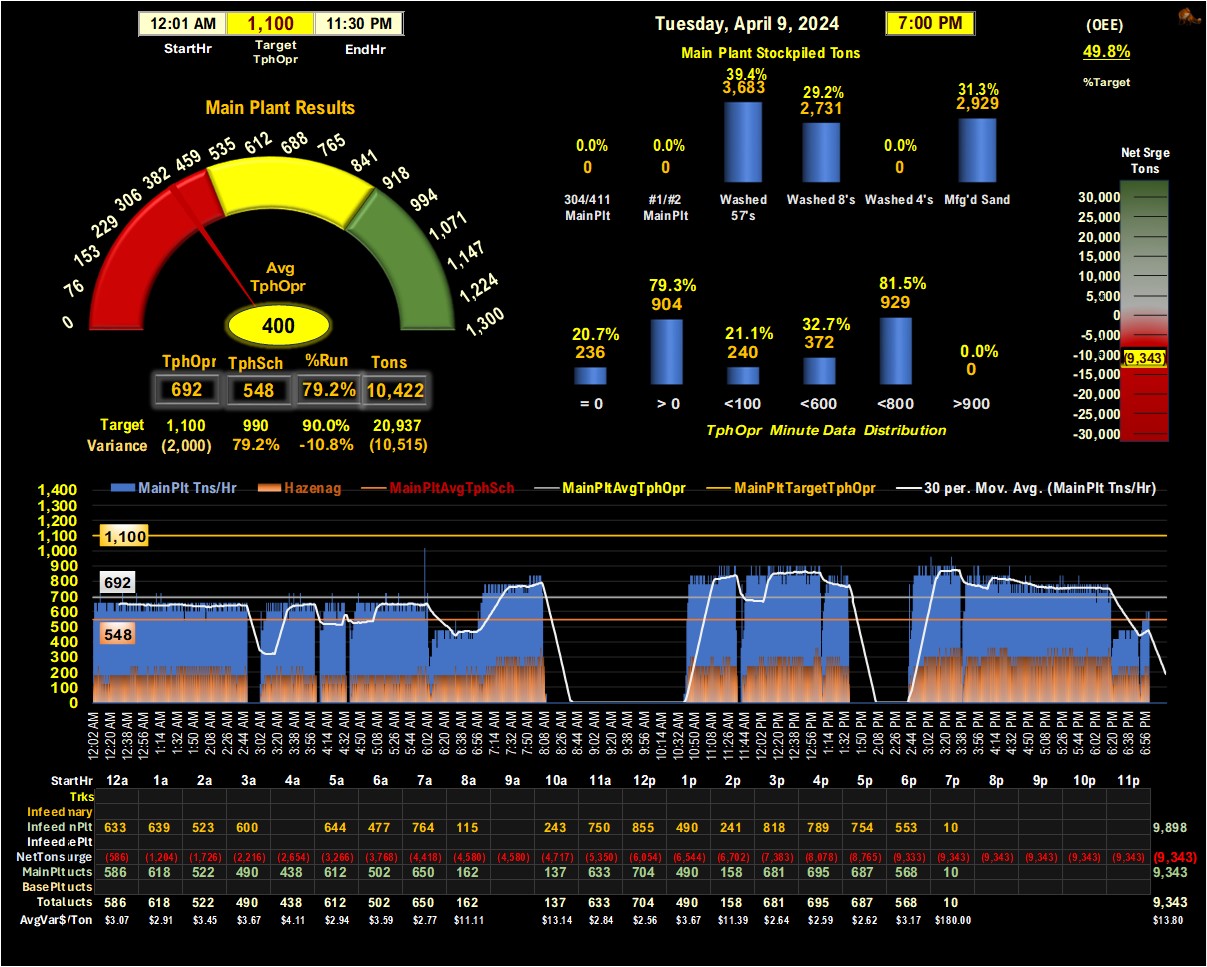 12:01 AM 1,100 11:30 PM
StartHr Target TphOpr EndHr
Tuesday, April 9, 2024 7:00 PM
(OEE)
49.8%
%Target
Main Plant Stockpiled Tons
39.4% 29.2% 31.3%
3,683 2,731 2,929
0.0% 0.0% 0.0%
0 0 0
304/411 MainPlt #1/#2 MainPlt Washed 57's Washed 8's Washed 4's Mfg'd Sand
Main Plant Results
0 76 153 229 306 382 459 535 612 688 765 841 918 994 1,071 1,147 1,224 1,300
Avg
TphOpr
400
TphOpr TphSch %Run Tons
692 548 79.2% 10,422
Target 1,100 990 90.0% 20,937
Variance (2,000) 79.2% -10.8% (10,515)
20.7% 79.3% 21.1% 32.7% 81.5% 0.0%
236 904 240 372 929 0
= 0 > 0 <100 <600 <800 >900
TphOpr Minute Data Distribution
Net Srge
Tons
30,000
25,000
20,000
15,000
10,000
5,000
0
-5,000
-10,000
(9,343)
-15,000
-20,000
-25,000
-30,000
MainPlt Tns/Hr Hazenag MainPltAvgTphSch MainPltAvgTphOpr MainPltTargetTphOpr 30 per. Mov. Avg. (MainPlt Tns/Hr)
1,400
1,300
1,200
1,100
1,000
900
800
700
600
500
400
300
200
100
0
1,100
692
548
12:02 AM 12:20 AM 12:38 AM 12:56 AM 1:14 AM 1:32 AM 1:50 AM 2:08 AM 2:26 AM 2:44 AM 3:02 AM 3:20 AM 3:38 AM 3:56 AM 4:14 AM 4:32 AM 4:50 AM 5:08 AM 5:26 AM 5:44 AM 6:02 AM 6:20 AM 6:38 AM 6:56 AM 7:14 AM 7:32 AM 7:50 AM 8:08 AM 8:26 AM 8:44 AM 9:02 AM 9:20 AM 9:38 AM 9:56 AM 10:14 AM 10:32 AM 10:50 AM 11:08 AM 11:26 AM 11:44 AM 12:02 PM 12:20 PM 12:38 PM 12:56 PM 1:14 PM 1:32 PM 1:50 PM 2:08 PM 2:26 PM 2:44 PM 3:02 PM 3:20 PM 3:38 PM 3:56 PM 4:14 PM 4:32 PM 4:50 PM 5:08 PM 5:26 PM 5:44 PM 6:02 PM 6:20 PM 6:38 PM 6:56 PM
StartHr 12a 1a 2a 3a 4a 5a 6a 7a 8a 9a 10a 11a 12p 1p 2p 3p 4p 5p 6p 7p 8p 9p 10p 11p
Trks
Infeed mary
Infeed nPlt 633 639 523 600 644 477 764 115 243 750 855 490 241 818 789 754 553 10 9,898
Infeed ePlt
NetTonsurge (586) (1,204) (1,726) (2,216) (2,654) (3,266) (3,768) (4,418) (4,580) (4,580) (4,717) (5,350) (6,054) (6,544) (6,702) (7,383) (8,078) (8,765) (9,333) (9,343) (9,343) (9,343) (9,343) (9,343) (9,343)
MainPlt ucts 586 618 522 490 438 612 502 650 162 137 633 704 490 158 681 695 687 568 10 9,343
BasePlt ucts
Totalucts 586 618 522 490 438 612 502 650 162 137 633 704 490 158 681 695 687 568 10 9,343
AvgVar$/Ton $3.07 $2.91 $3.45 $3.67 $4.11 $2.94 $3.59 $2.77 $11.11 $13.14 $2.84 $2.56 $3.67 $11.39 $2.64 $2.59 $2.62 $3.17 $180.00 $13.80